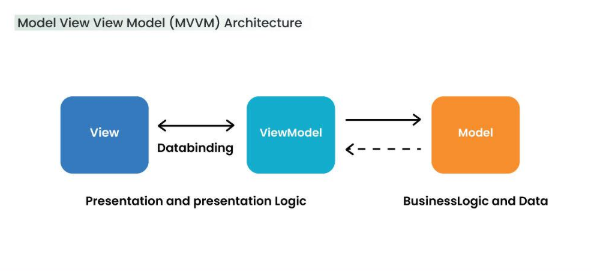 Model View View Model (MVVM) Architecture
View
Databinding
ViewModel
Model
Presentation and presentation Logic
BusinessLogic and Data